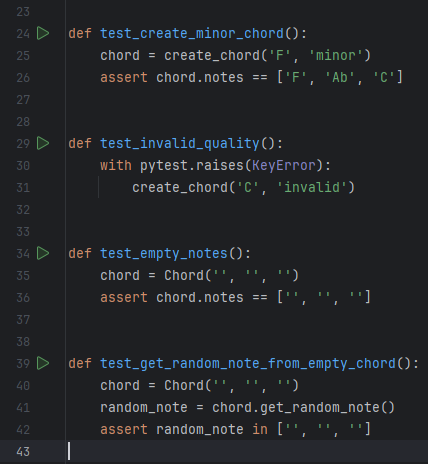 23
24 def test_create_minor_chord():
25     chord = create_chord('F', 'minor')
26     assert chord.notes == ['F', 'Ab', 'C']
27
28
29 def test_invalid_quality():
30     with pytest.raises(KeyError):
31         create_chord('C', 'invalid')
32
33
34 def test_empty_notes():
35     chord = Chord('', '', '')
36     assert chord.notes == ['', '', '']
37
38
39 def test_get_random_note_from_empty_chord():
40     chord = Chord('', '', '')
41     random_note = chord.get_random_note()
42     assert random_note in ['', '', '']
43